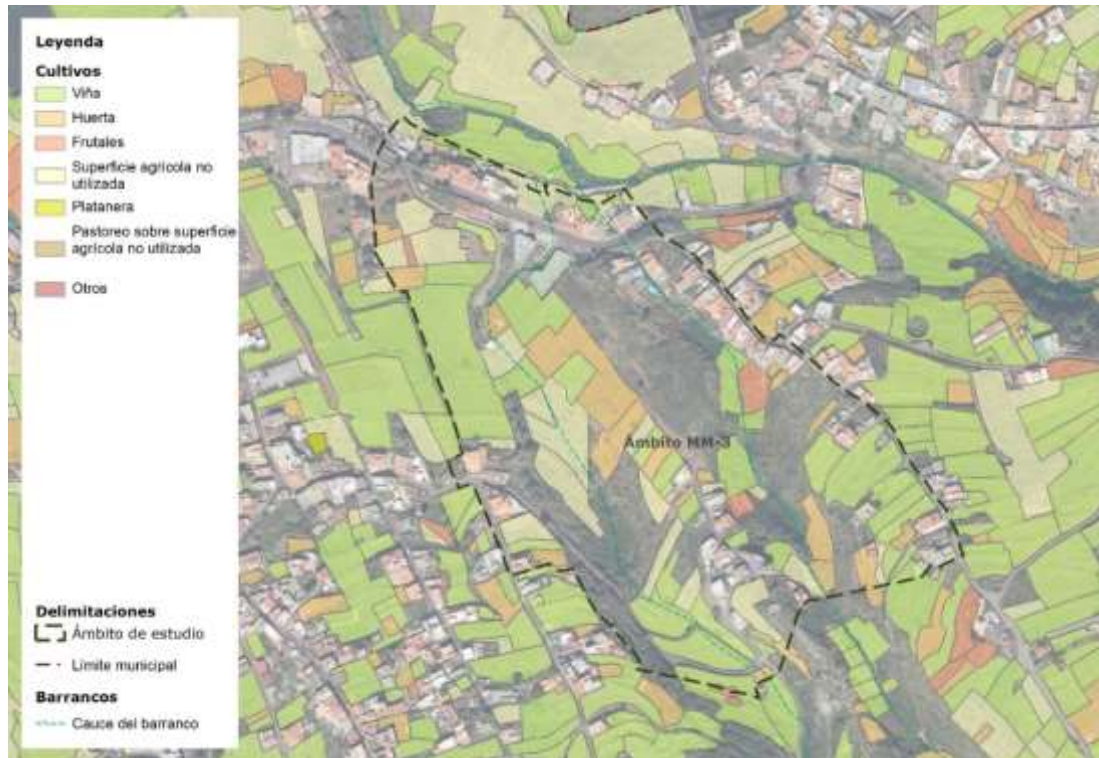 Leyenda
Cultivos
Viña
Huerta
Frutales
Superficie agrícola no
utilizada
Platanera
Pastoreo sobre superficie
agrícola no utilizada
Otros
Delimitaciones
Ámbito de estudio
Límite municipal
Barrancos
Cauce del barranco
Ámbito MM-3